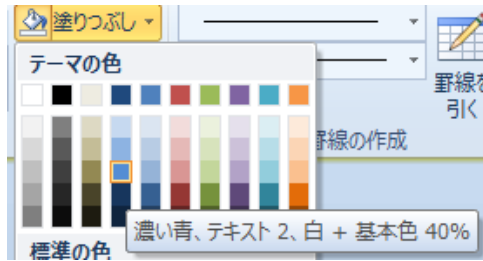 塗りつぶし
テーマの色
罫線を
引く
罫線の作成
濃い青、テキスト 2、白 + 基本色 40%
標準の色